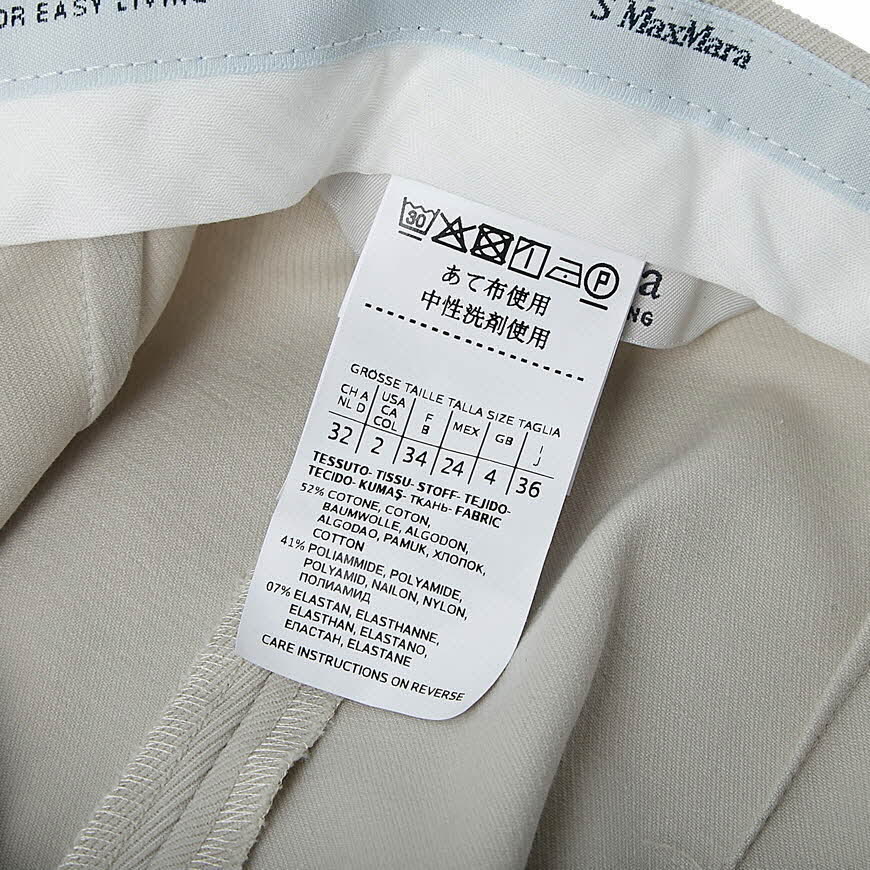 OR EASY LIVING
S MaxMara
30
P
a
NG
あて布使用
中性洗剤使用
GRÖSSE TAILLE TALLA SIZE TAGLIA
CH A NL D
USA CA COL
F B
MEX
GB
I J
32 2 34 24 4 36
TESSUTO- TISSU- STOFF- TEJIDO-
TECIDO- KUMAŞ- ТКАНЬ- FABRIC
52% COTONE, COTON,
BAUMWOLLE, ALGODON,
ALGODAO, PAMUK, ХЛОПОК,
COTTON
41% POLIAMMIDE, POLYAMIDE,
POLYAMID, NAILON, NYLON,
ПОЛИАМИД
07% ELASTAN, ELASTHANNE,
ELASTHAN, ELASTANO,
ЕПАСТАН, ELASTANE
CARE INSTRUCTIONS ON REVERSE